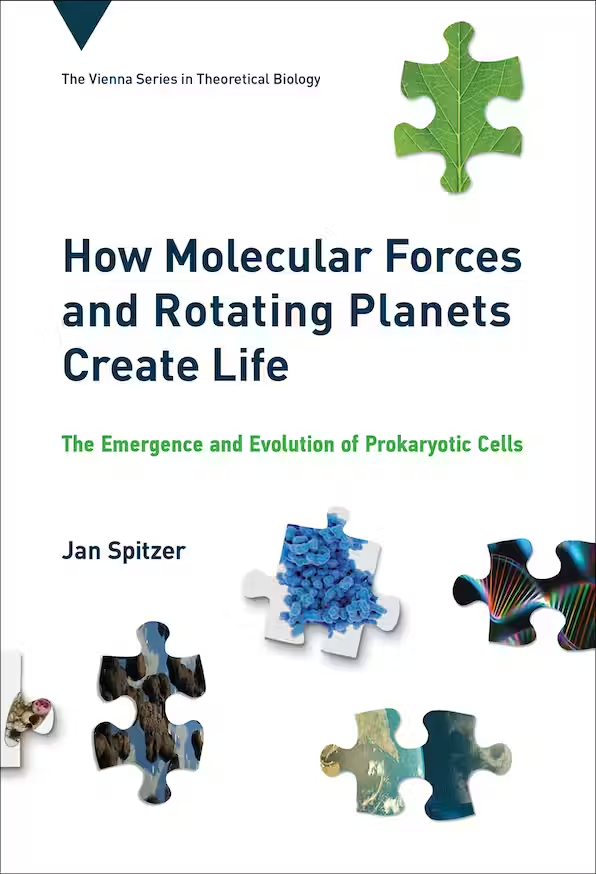 The Vienna Series in Theoretical Biology
How Molecular Forces
and Rotating Planets
Create Life
The Emergence and Evolution of Prokaryotic Cells
Jan Spitzer